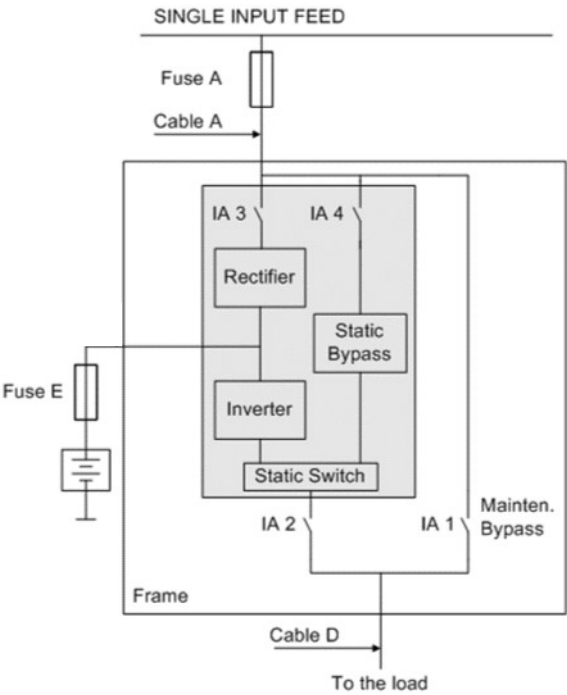 SINGLE INPUT FEED
Fuse A
Cable A
IA 3
IA 4
Rectifier
Static
Bypass
Fuse E
Inverter
Static Switch
IA 2
IA 1
Mainten.
Bypass
Frame
Cable D
To the load